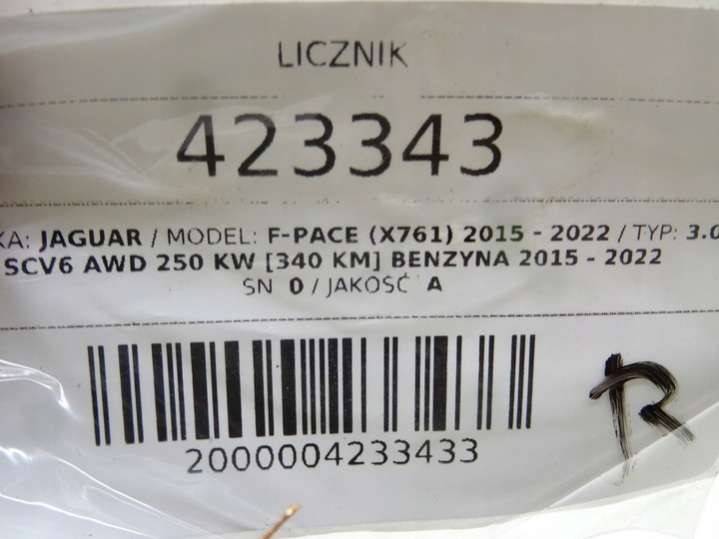 LICZNIK
423343
KA: JAGUAR / MODEL: F-PACE (X761) 2015 - 2022 / TYP: 3.0
SCV6 AWD 250 KW [340 KM] BENZYNA 2015 - 2022
SN 0 / JAKOŚĆ A
2000004233433
R